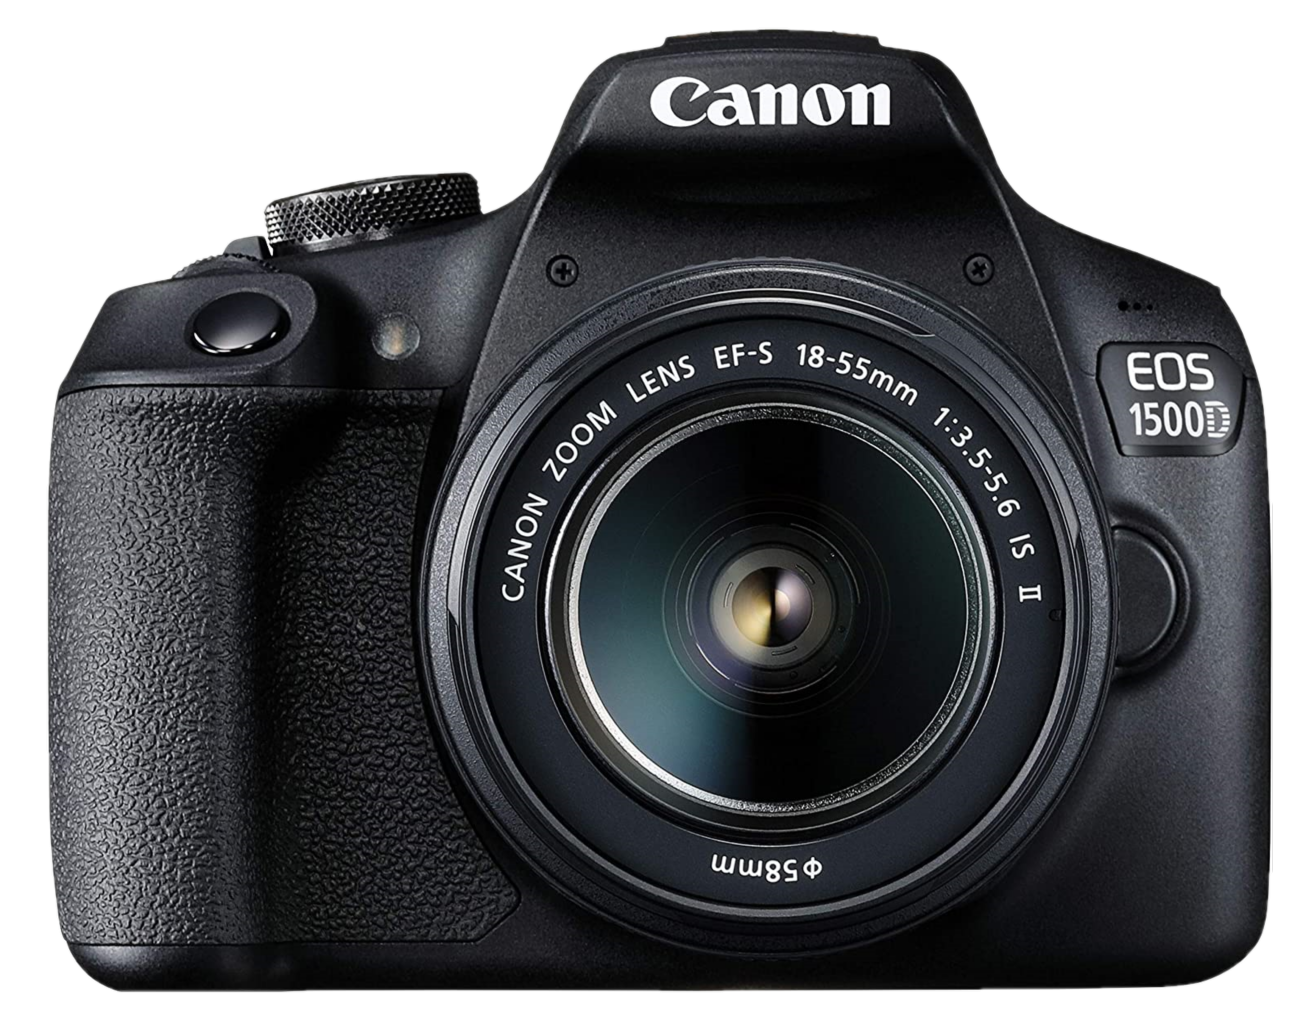 Canon
EOS
1500D
CANON ZOOM LENS EF-S 18-55mm 1:3.5-5.6 IS II
Φ58mm